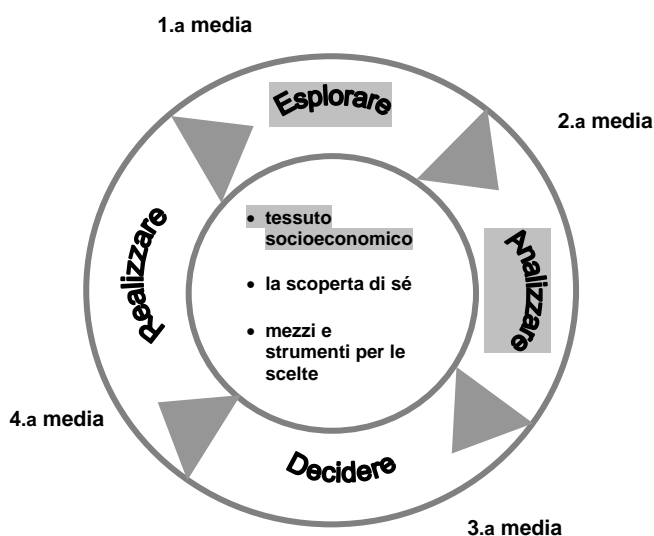 1.a media
Esplorare
2.a media
Analizzare
• tessuto
socioeconomico
• la scoperta di sé
• mezzi e
strumenti per le
scelte
Realizzare
4.a media
Decidere
3.a media